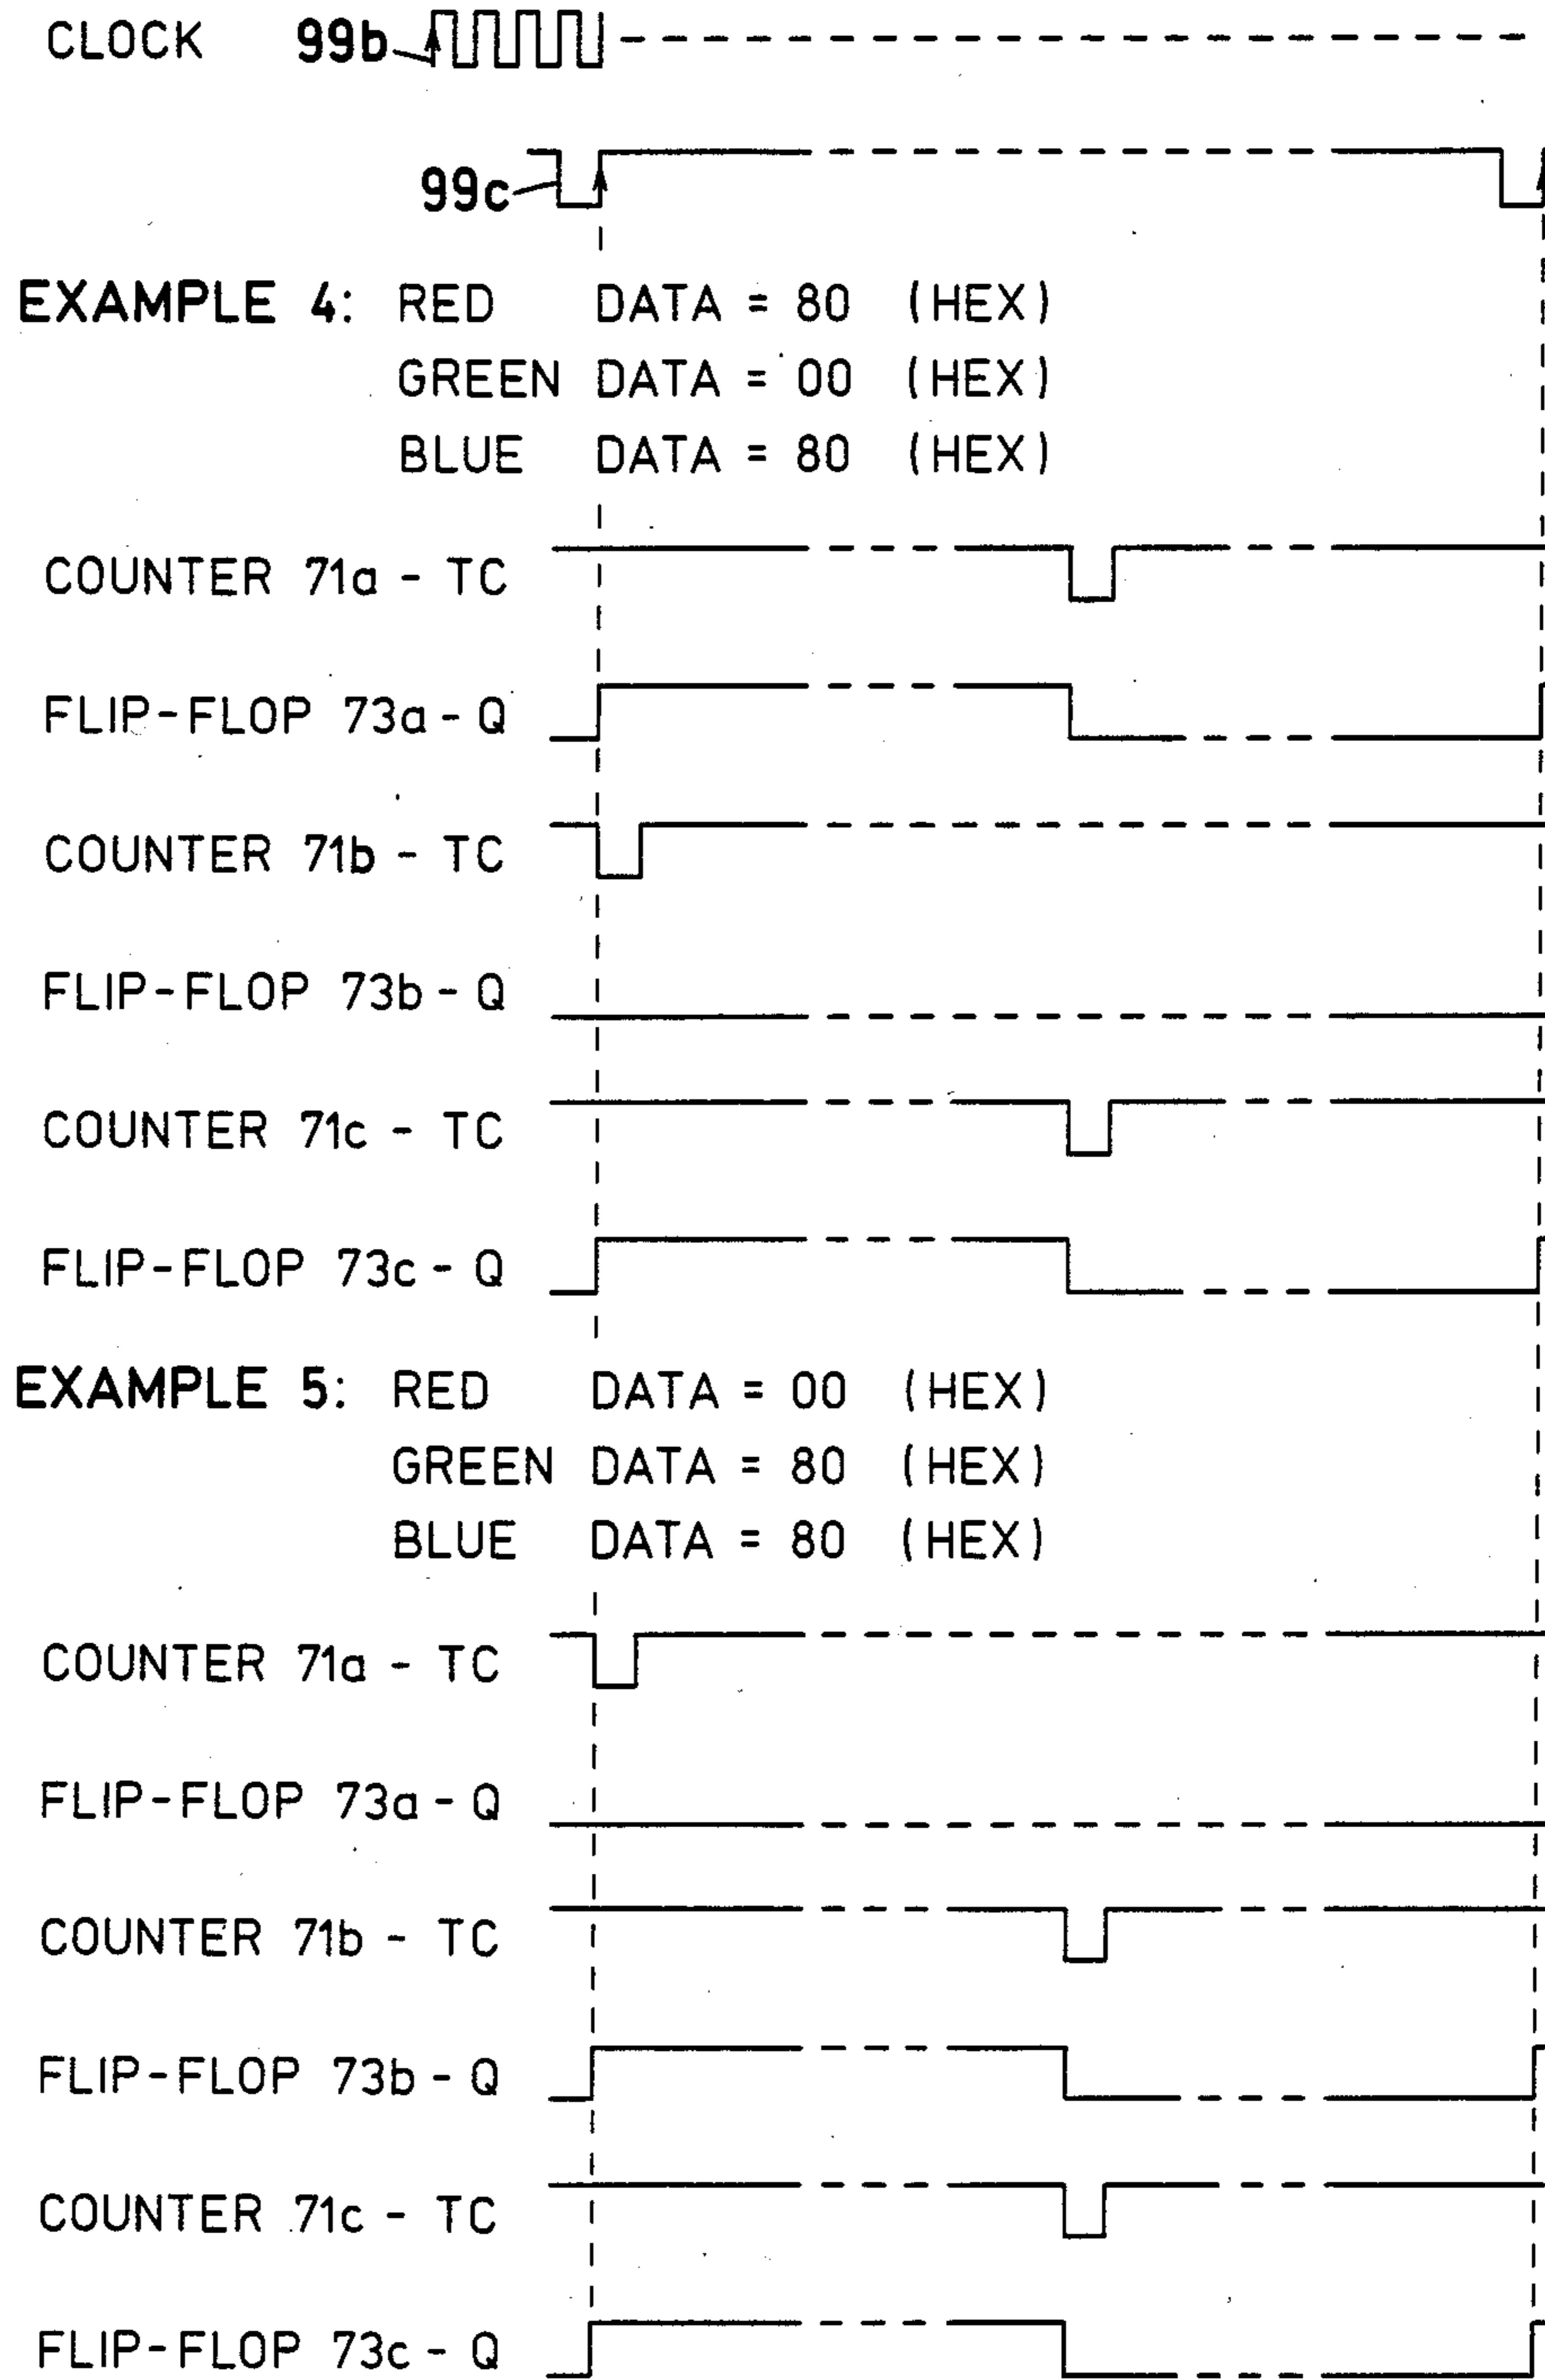 CLOCK 99b
99c
EXAMPLE 4: RED DATA = 80 (HEX)
GREEN DATA = 00 (HEX)
BLUE DATA = 80 (HEX)
COUNTER 71a - TC
FLIP-FLOP 73a - Q
COUNTER 71b - TC
FLIP-FLOP 73b - Q
COUNTER 71c - TC
FLIP-FLOP 73c - Q
EXAMPLE 5: RED DATA = 00 (HEX)
GREEN DATA = 80 (HEX)
BLUE DATA = 80 (HEX)
COUNTER 71a - TC
FLIP-FLOP 73a - Q
COUNTER 71b - TC
FLIP-FLOP 73b - Q
COUNTER 71c - TC
FLIP-FLOP 73c - Q